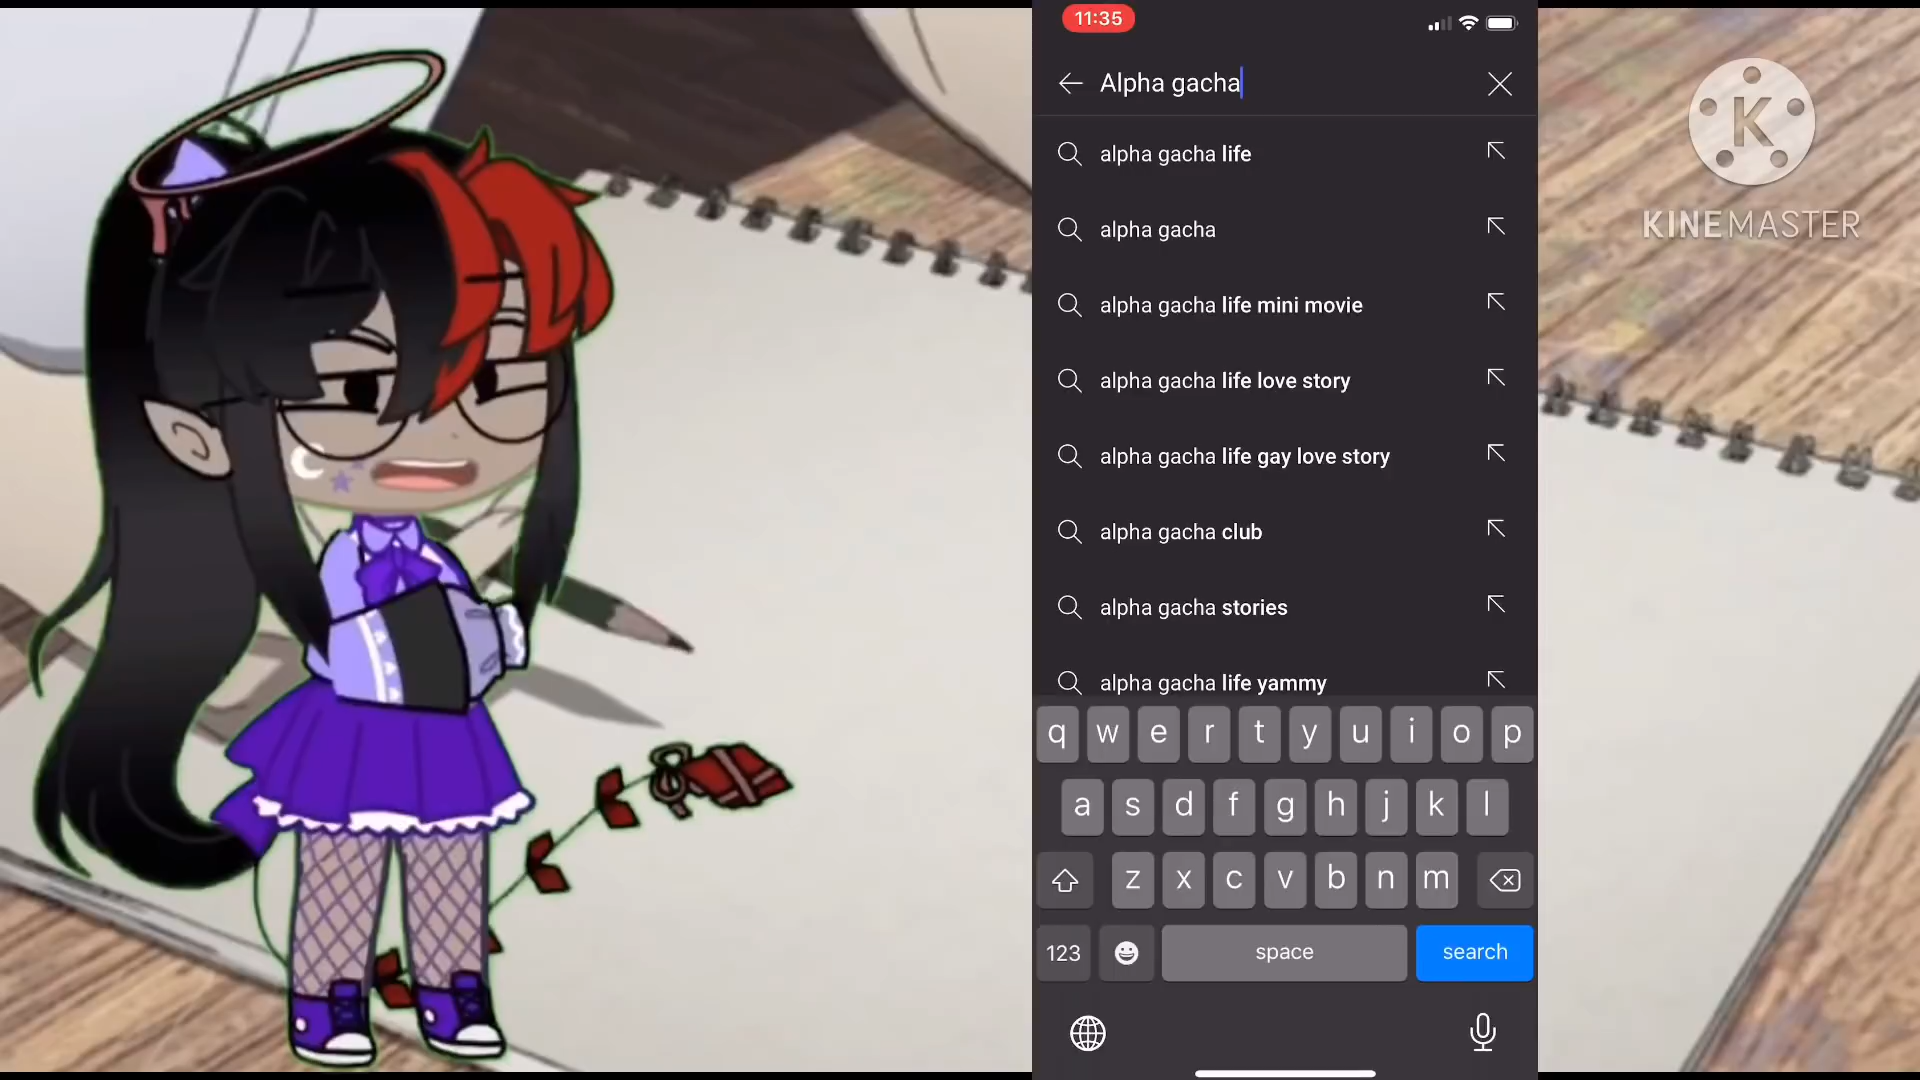 11:35
Alpha gacha
alpha gacha life
alpha gacha
alpha gacha life mini movie
alpha gacha life love story
alpha gacha life gay love story
alpha gacha club
alpha gacha stories
alpha gacha life yammy
q w e r t y u i o p
a s d f g h j k l
z x c v b n m
123 space search
K
KINEMASTER